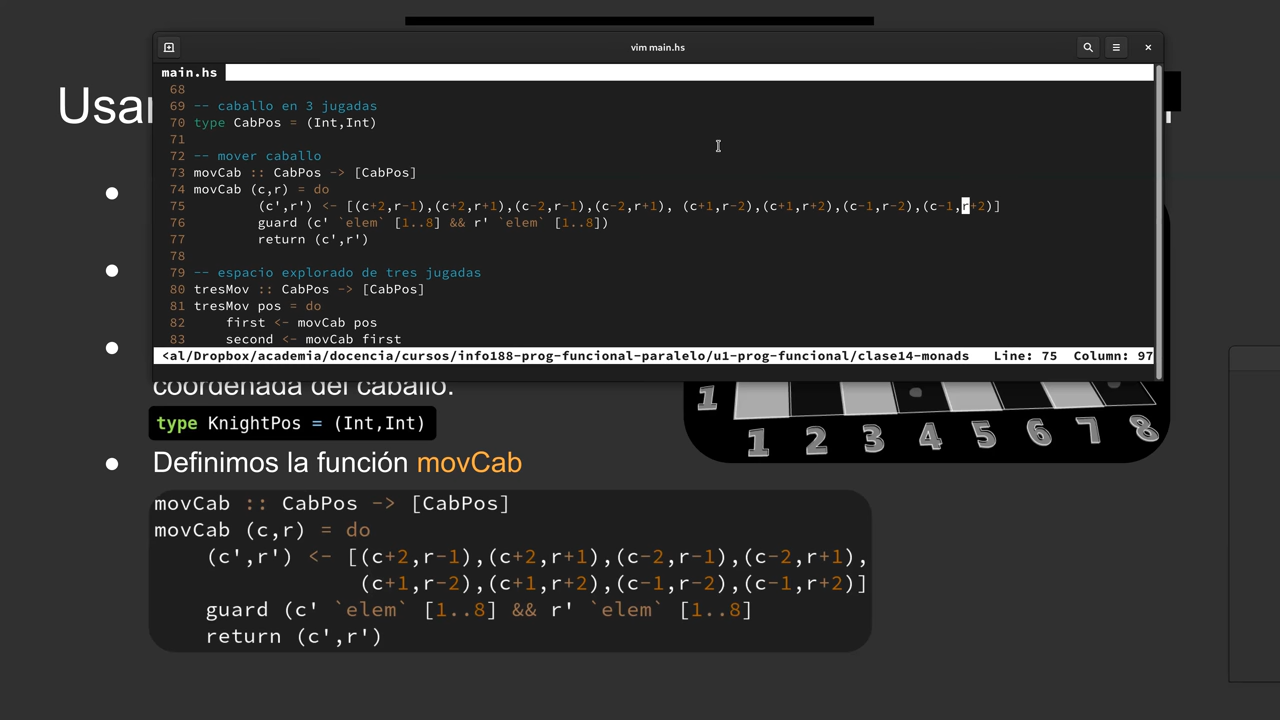 vim main.hs
main.hs
Usa
68
69 -- caballo en 3 jugadas
70 type CabPos = (Int,Int)
71
72 -- mover caballo
73 movCab :: CabPos -> [CabPos]
74 movCab (c,r) = do
75 (c',r') <- [(c+2,r-1),(c+2,r+1),(c-2,r-1),(c-2,r+1), (c+1,r-2),(c+1,r+2),(c-1,r-2),(c-1,r+2)]
76 guard (c' `elem` [1..8] && r' `elem` [1..8])
77 return (c',r')
78
79 -- espacio explorado de tres jugadas
80 tresMov :: CabPos -> [CabPos]
81 tresMov pos = do
82 first <- movCab pos
83 second <- movCab first
<al/Dropbox/academia/docencia/cursos/info188-prog-funcional-paralelo/u1-prog-funcional/clase14-monads Line: 75 Column: 97
coordenada del caballo.
type KnightPos = (Int,Int)
1
1 2 3 4 5 6 7 8
Definimos la función movCab
movCab :: CabPos -> [CabPos]
movCab (c,r) = do
(c',r') <- [(c+2,r-1),(c+2,r+1),(c-2,r-1),(c-2,r+1),
(c+1,r-2),(c+1,r+2),(c-1,r-2),(c-1,r+2)]
guard (c' `elem` [1..8] && r' `elem` [1..8]
return (c',r')